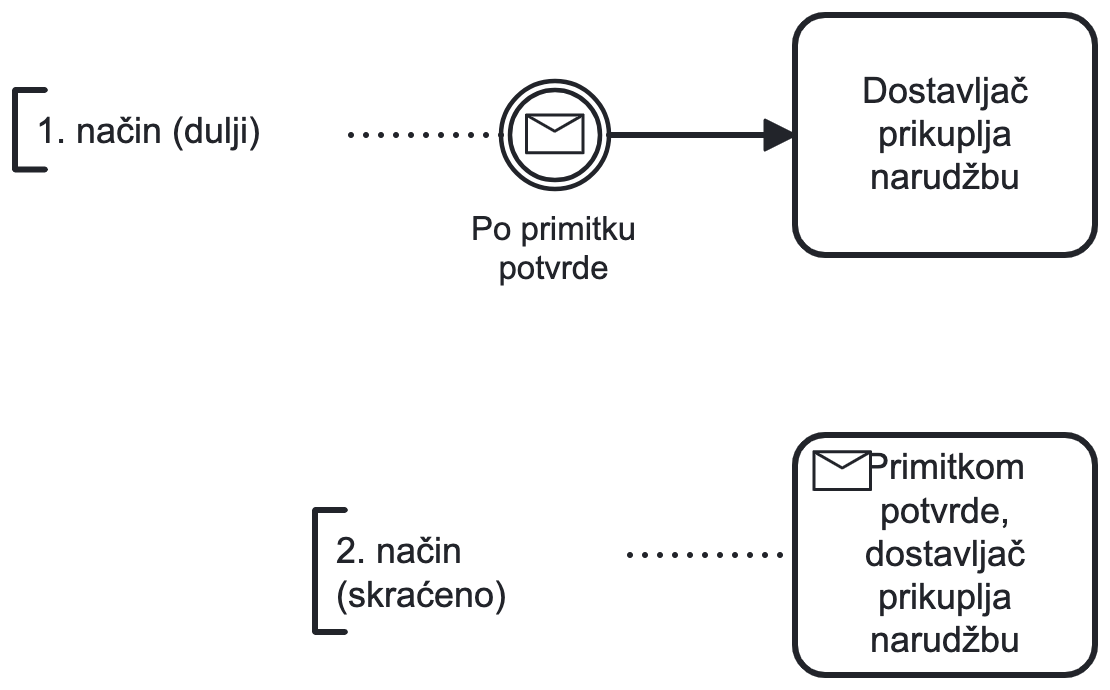 1. način (dulji)
Po primitku
potvrde
Dostavljač
prikuplja
narudžbu
2. način
(skraćeno)
Primitkom
potvrde,
dostavljač
prikuplja
narudžbu